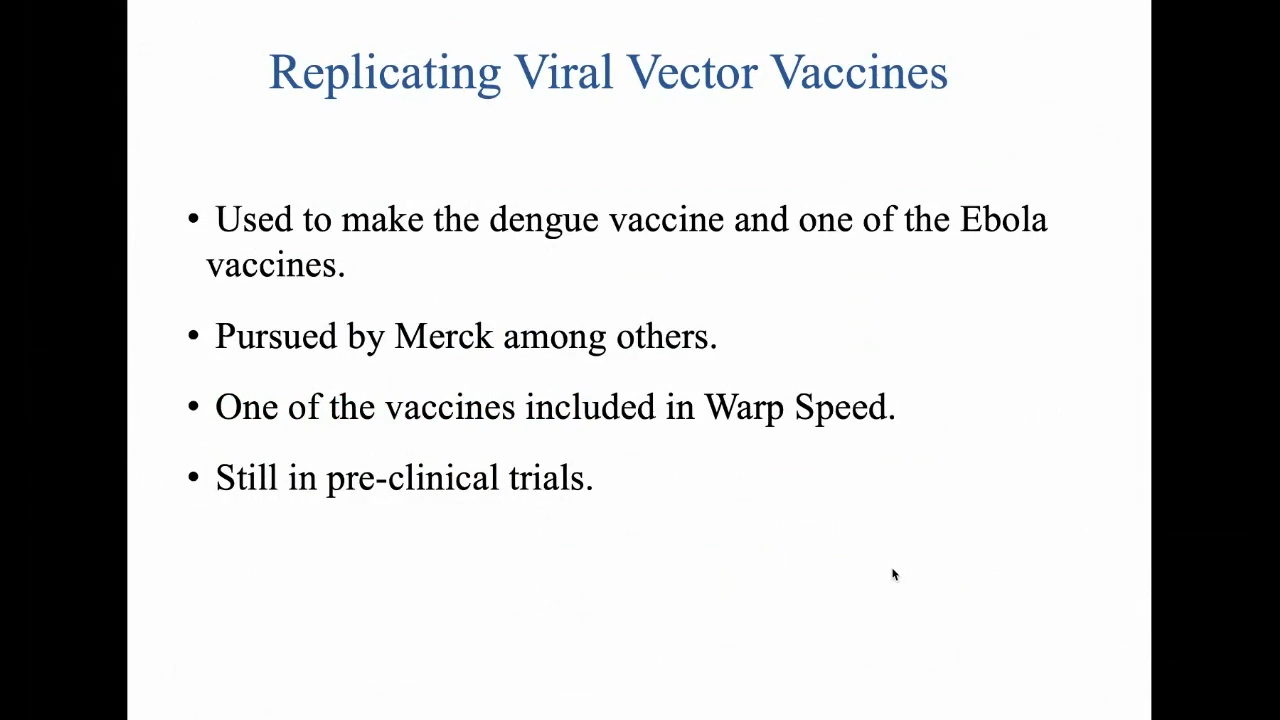 Replicating Viral Vector Vaccines
• Used to make the dengue vaccine and one of the Ebola
vaccines.
• Pursued by Merck among others.
• One of the vaccines included in Warp Speed.
• Still in pre-clinical trials.